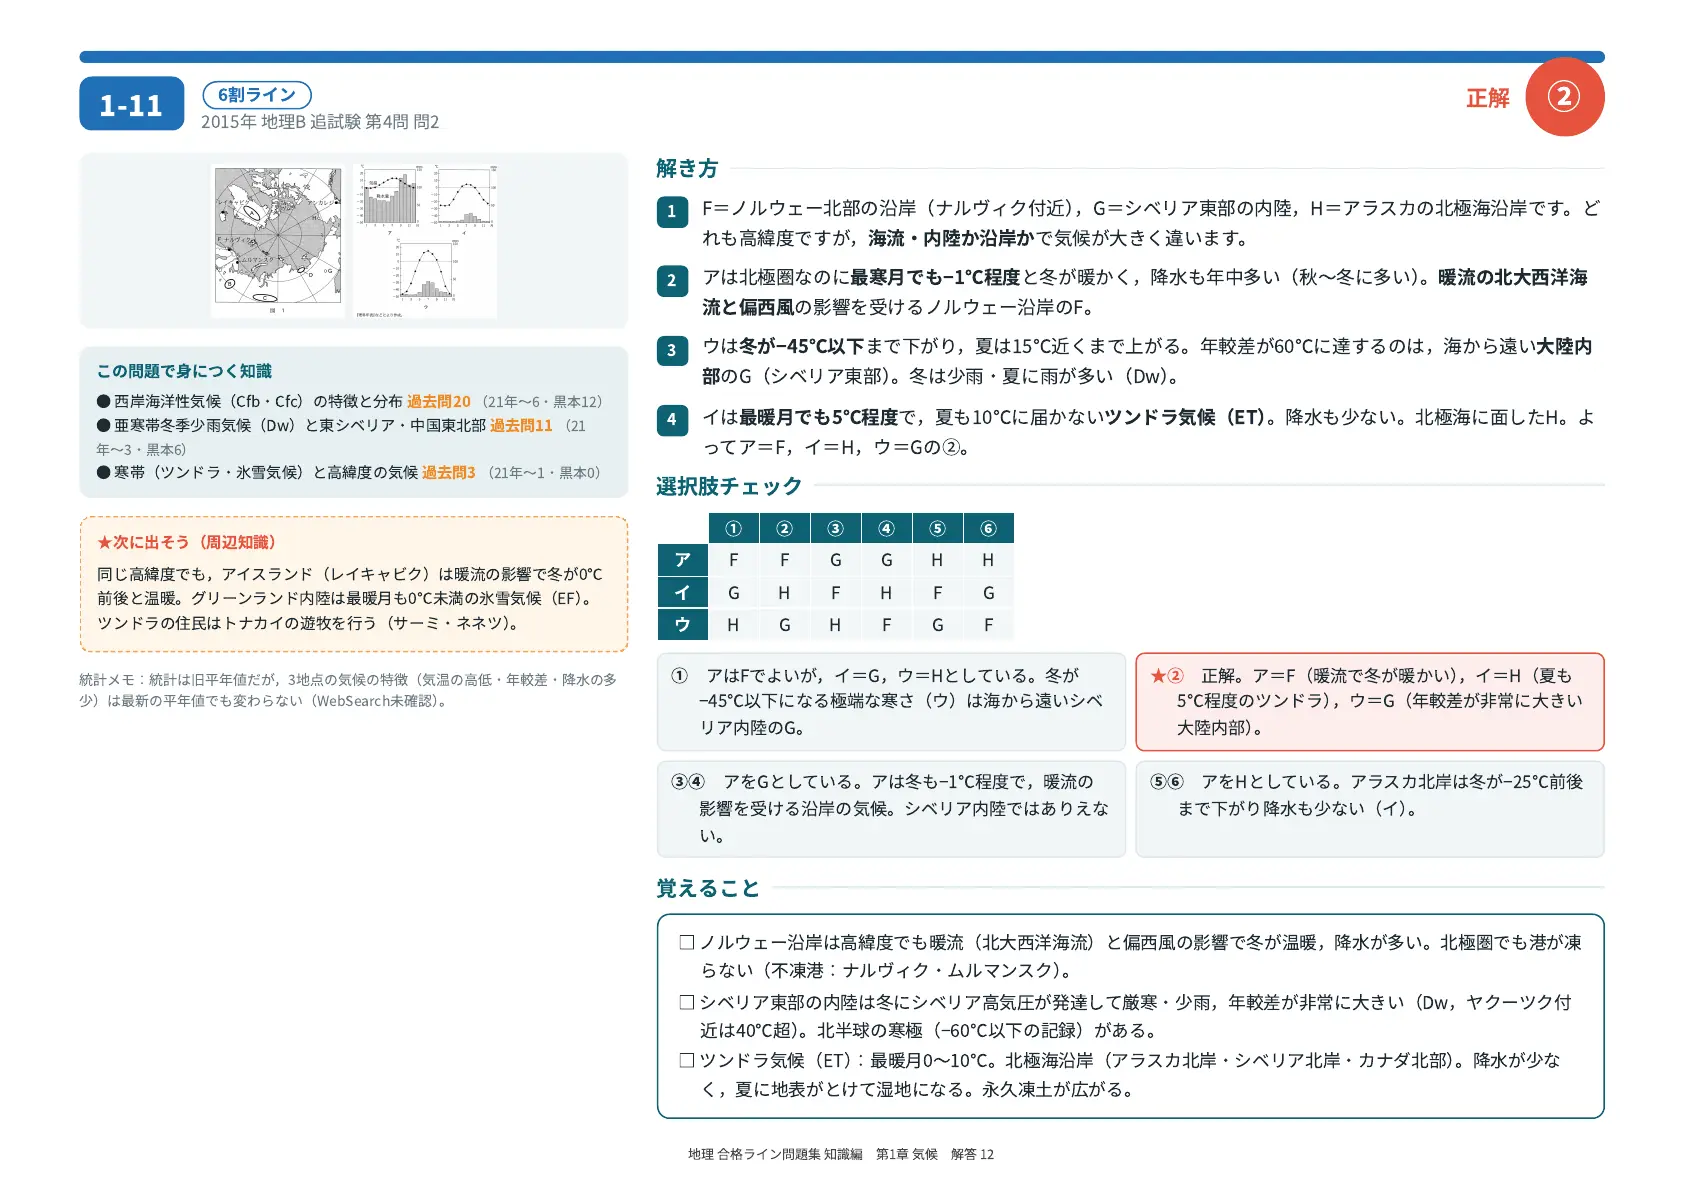 1-11
6割ライン
2015年 地理B 追試験 第4問 問2
正解
②
レイキャビク
アンカレジ
ナルヴィク
ムルマンスク
F
G
H
図 1
気温
降水量
ア
イ
ウ
この問題で身につく知識
● 西岸海洋性気候（Cfb・Cfc）の特徴と分布 過去問20 （21年〜6・黒本12）
● 亜寒帯冬季少雨気候（Dw）と東シベリア・中国東北部 過去問11 （21
年〜3・黒本6）
● 寒帯（ツンドラ・氷雪気候）と高緯度の気候 過去問3 （21年〜1・黒本0）
★次に出そう（周辺知識）
同じ高緯度でも，アイスランド（レイキャビク）は暖流の影響で冬が0℃
前後と温暖。グリーンランド内陸は最暖月も0℃未満の氷雪気候（EF）。
ツンドラの住民はトナカイの遊牧を行う（サーミ・ネネツ）。
統計メモ：統計は旧平年値だが，3地点の気候の特徴（気温の高低・年較差・降水の多
少）は最新の平年値でも変わらない（WebSearch未確認）。
解き方
1 F＝ノルウェー北部の沿岸（ナルヴィク付近），G＝シベリア東部の内陸，H＝アラスカの北極海沿岸です。ど
れも高緯度ですが，海流・内陸か沿岸かで気候が大きく違います。
2 アは北極圏なのに最寒月でも−1℃程度と冬が暖かく，降水も年中多い（秋〜冬に多い）。暖流の北大西洋海
流と偏西風の影響を受けるノルウェー沿岸のF。
3 ウは冬が−45℃以下まで下がり，夏は15℃近くまで上がる。年較差が60℃に達するのは，海から遠い大陸内
部のG（シベリア東部）。冬は少雨・夏に雨が多い（Dw）。
4 イは最暖月でも5℃程度で，夏も10℃に届かないツンドラ気候（ET）。降水も少ない。北極海に面したH。よ
ってア＝F，イ＝H，ウ＝Gの②。
選択肢チェック
① ② ③ ④ ⑤ ⑥
ア F F G G H H
イ G H F H F G
ウ H G H F G F
① アはFでよいが，イ＝G，ウ＝Hとしている。冬が
−45℃以下になる極端な寒さ（ウ）は海から遠いシベ
リア内陸のG。
★② 正解。ア＝F（暖流で冬が暖かい），イ＝H（夏も
5℃程度のツンドラ），ウ＝G（年較差が非常に大きい
大陸内部）。
③④ アをGとしている。アは冬も−1℃程度で，暖流の
影響を受ける沿岸の気候。シベリア内陸ではありえな
い。
⑤⑥ アをHとしている。アラスカ北岸は冬が−25℃前後
まで下がり降水も少ない（イ）。
覚えること
□ ノルウェー沿岸は高緯度でも暖流（北大西洋海流）と偏西風の影響で冬が温暖，降水が多い。北極圏でも港が凍
らない（不凍港：ナルヴィク・ムルマンスク）。
□ シベリア東部の内陸は冬にシベリア高気圧が発達して厳寒・少雨，年較差が非常に大きい（Dw，ヤクーツク付
近は40℃超）。北半球の寒極（−60℃以下の記録）がある。
□ ツンドラ気候（ET）：最暖月0〜10℃。北極海沿岸（アラスカ北岸・シベリア北岸・カナダ北部）。降水が少な
く，夏に地表がとけて湿地になる。永久凍土が広がる。
地理 合格ライン問題集 知識編 第1章 気候 解答 12